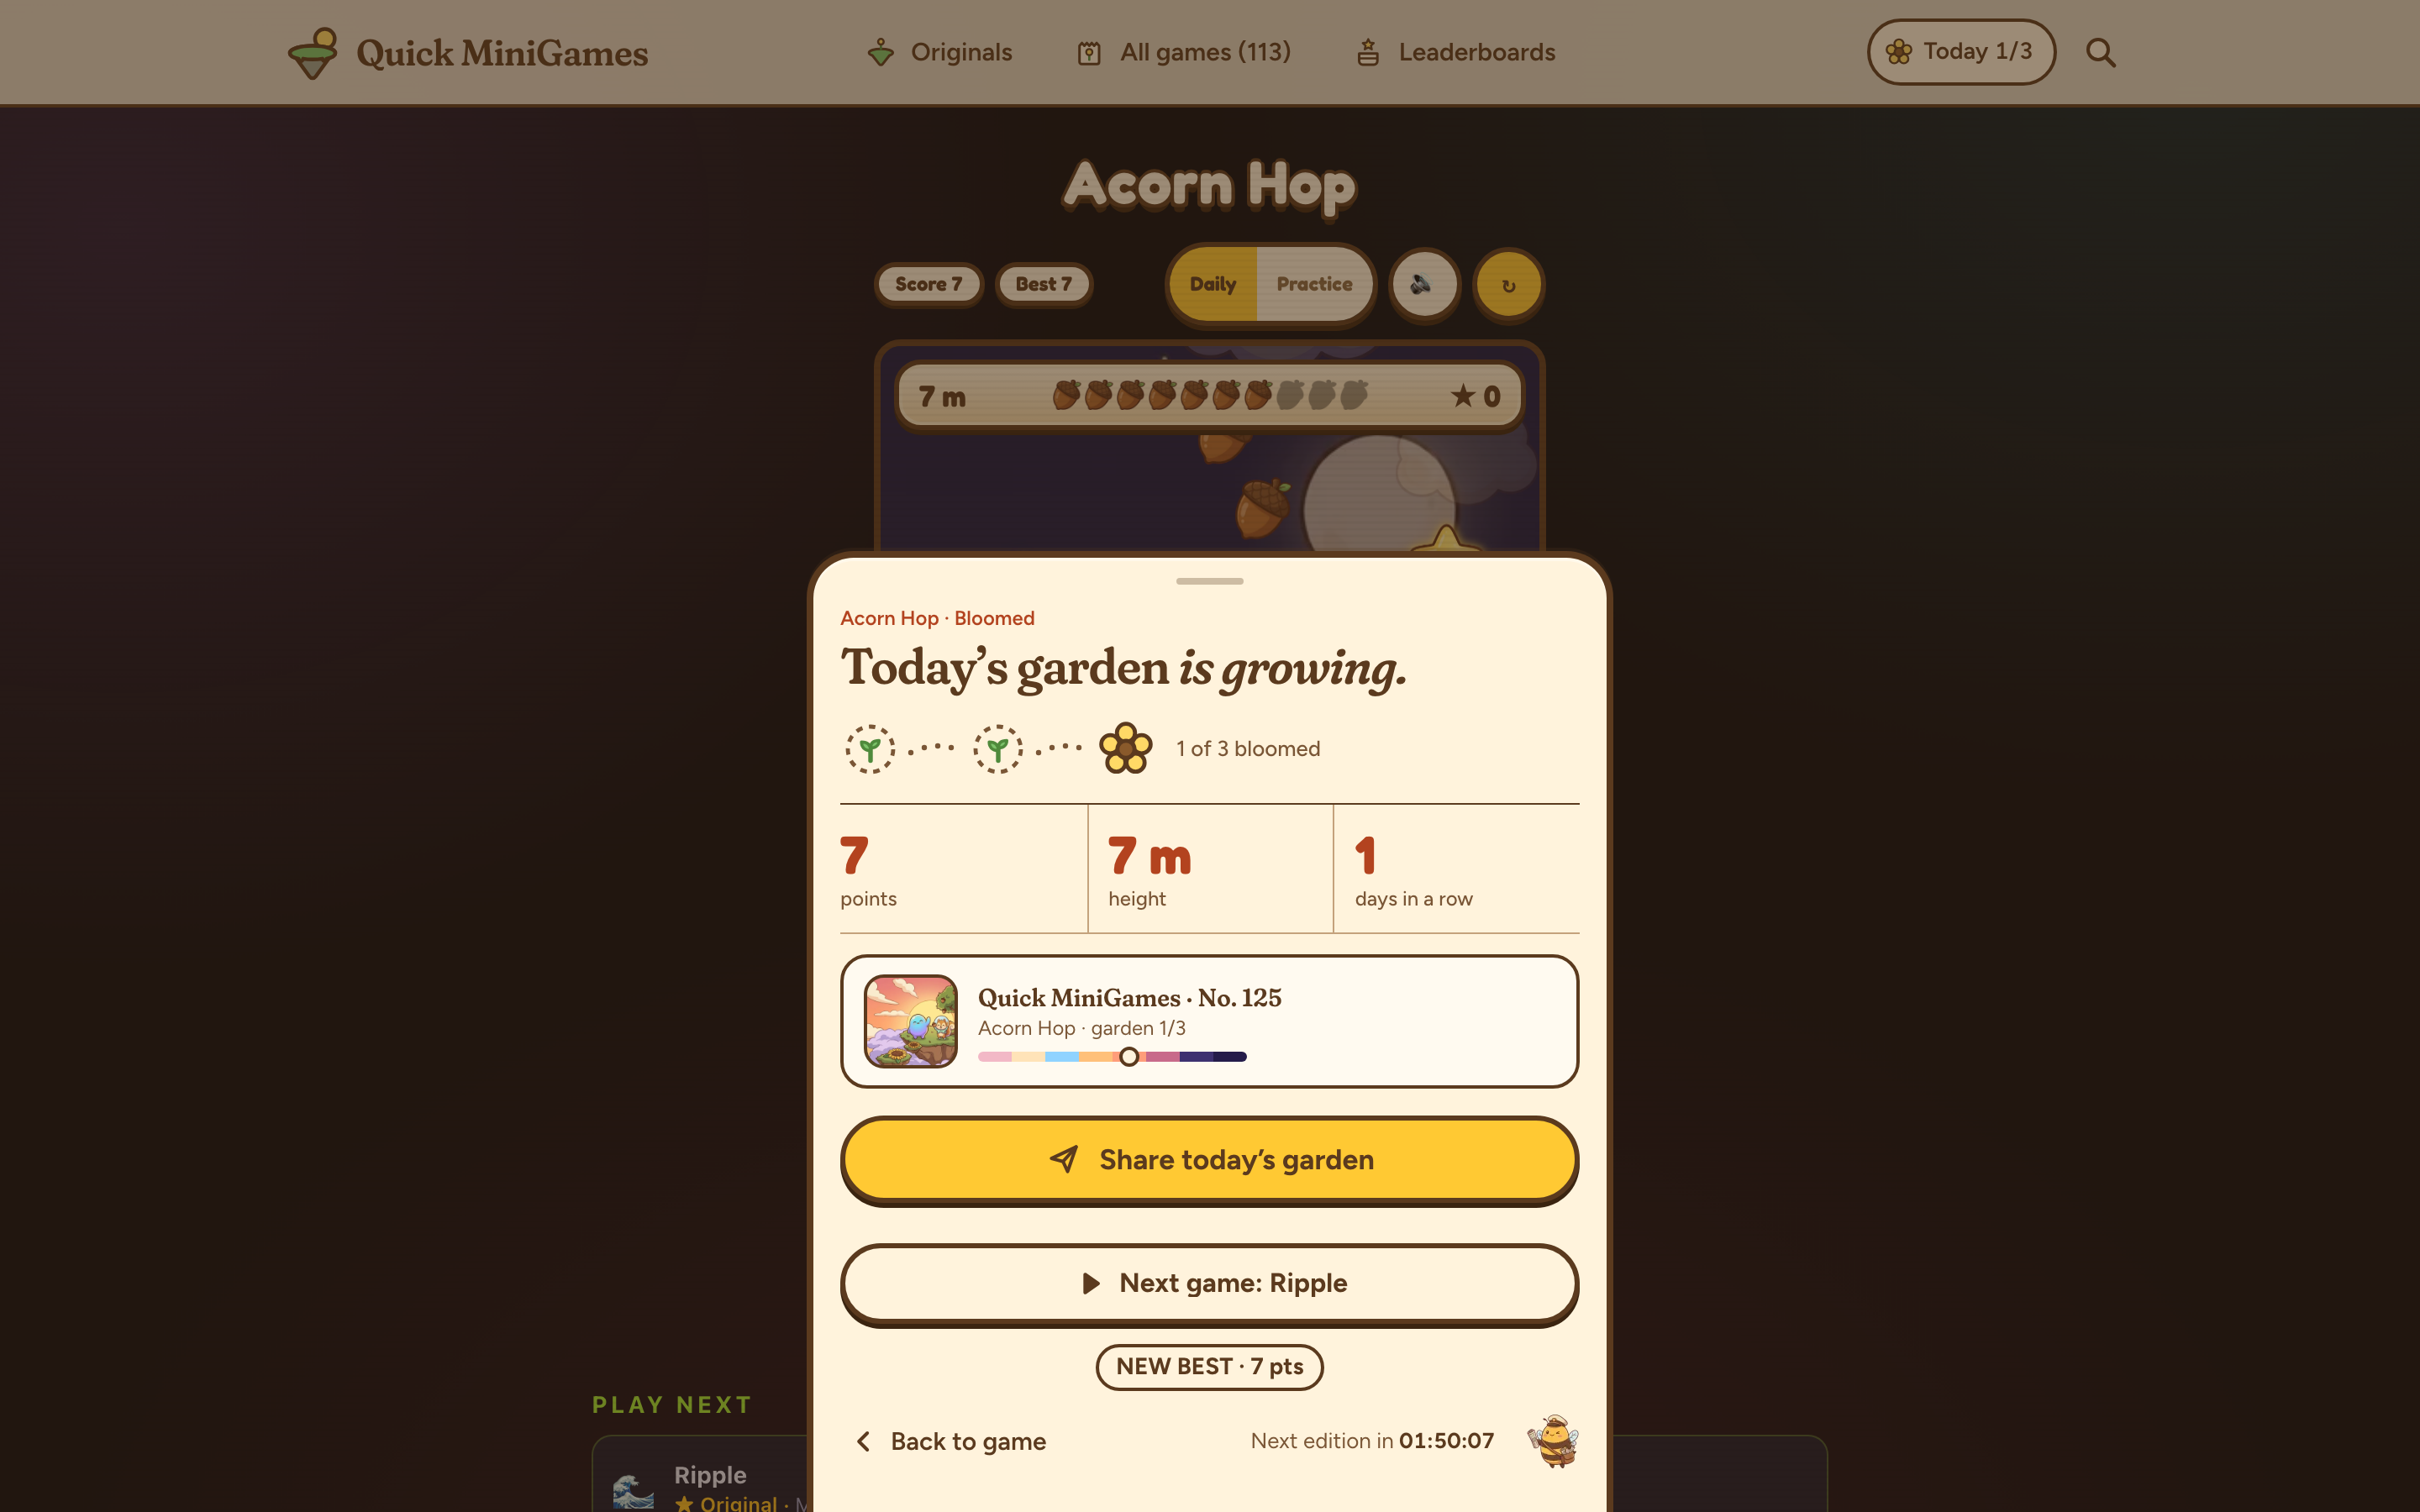 Quick MiniGames
Originals
All games (113)
Leaderboards
Today 1/3
Acorn Hop
Score 7
Best 7
Daily
Practice
7 m
★ 0
Acorn Hop · Bloomed
Today’s garden is growing.
1 of 3 bloomed
7
points
7 m
height
1
days in a row
Quick MiniGames · No. 125
Acorn Hop · garden 1/3
Share today’s garden
Next game: Ripple
NEW BEST · 7 pts
Back to game
Next edition in 01:50:07
PLAY NEXT
Ripple
★ Original ·